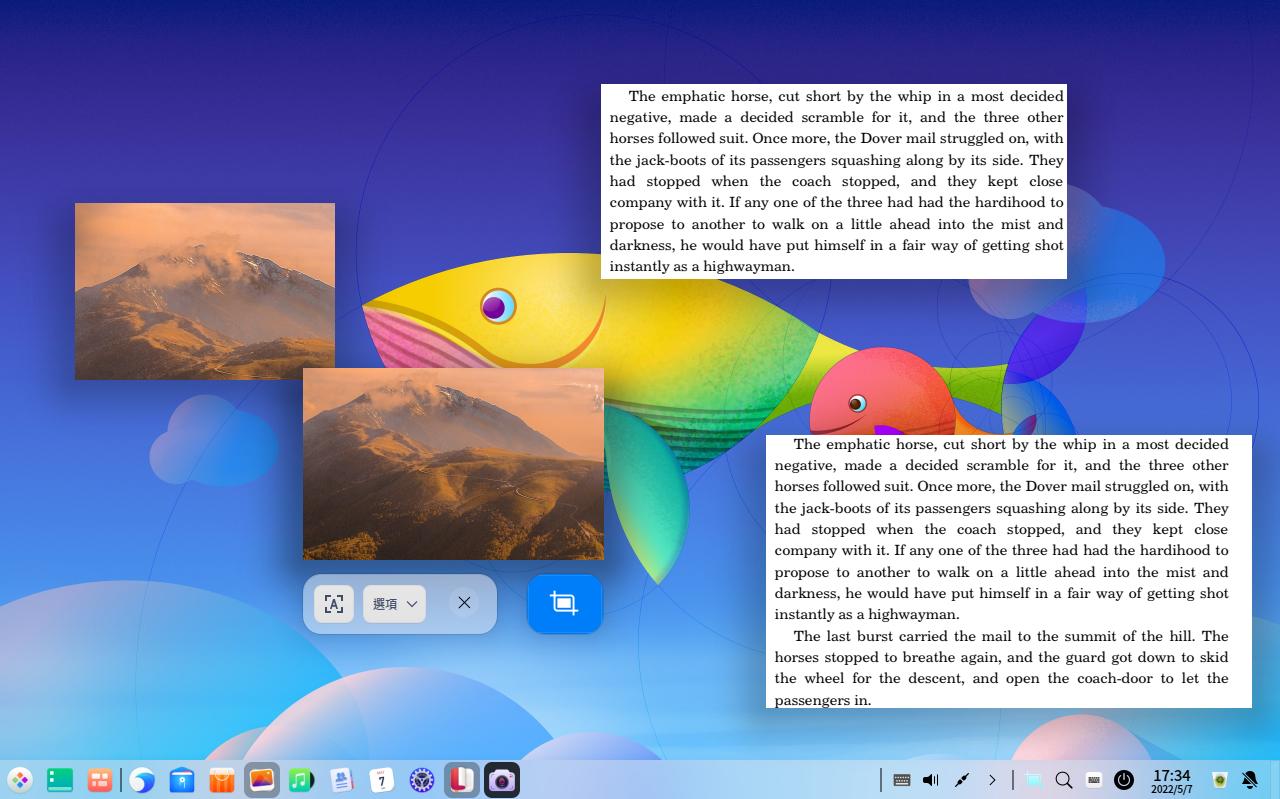 The emphatic horse, cut short by the whip in a most decided
negative, made a decided scramble for it, and the three other
horses followed suit. Once more, the Dover mail struggled on, with
the jack-boots of its passengers squashing along by its side. They
had stopped when the coach stopped, and they kept close
company with it. If any one of the three had had the hardihood to
propose to another to walk on a little ahead into the mist and
darkness, he would have put himself in a fair way of getting shot
instantly as a highwayman.
The emphatic horse, cut short by the whip in a most decided
negative, made a decided scramble for it, and the three other
horses followed suit. Once more, the Dover mail struggled on, with
the jack-boots of its passengers squashing along by its side. They
had stopped when the coach stopped, and they kept close
company with it. If any one of the three had had the hardihood to
propose to another to walk on a little ahead into the mist and
darkness, he would have put himself in a fair way of getting shot
instantly as a highwayman.
The last burst carried the mail to the summit of the hill. The
horses stopped to breathe again, and the guard got down to skid
the wheel for the descent, and open the coach-door to let the
passengers in.
A
選項
7
17:34
2022/5/7